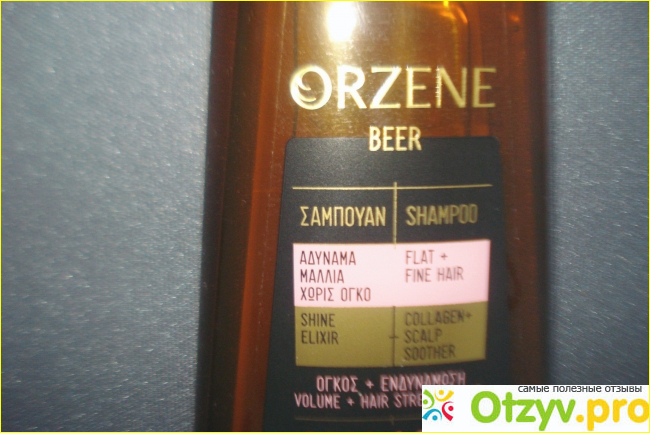 ORZENE
BEER
ΣΑΜΠΟΥΑΝ SHAMPOO
ΑΔΥΝΑΜΑ
ΜΑΛΛΙΑ
ΧΩΡΙΣ ΟΓΚΟ
FLAT +
FINE HAIR
SHINE
ELIXIR
COLLAGEN+
SCALP
SOOTHER
ΟΓΚΟΣ + ΕΝΔΥΝΑΜΩΣΗ
VOLUME + HAIR
самые полезные отзывы
Otzyv.pro